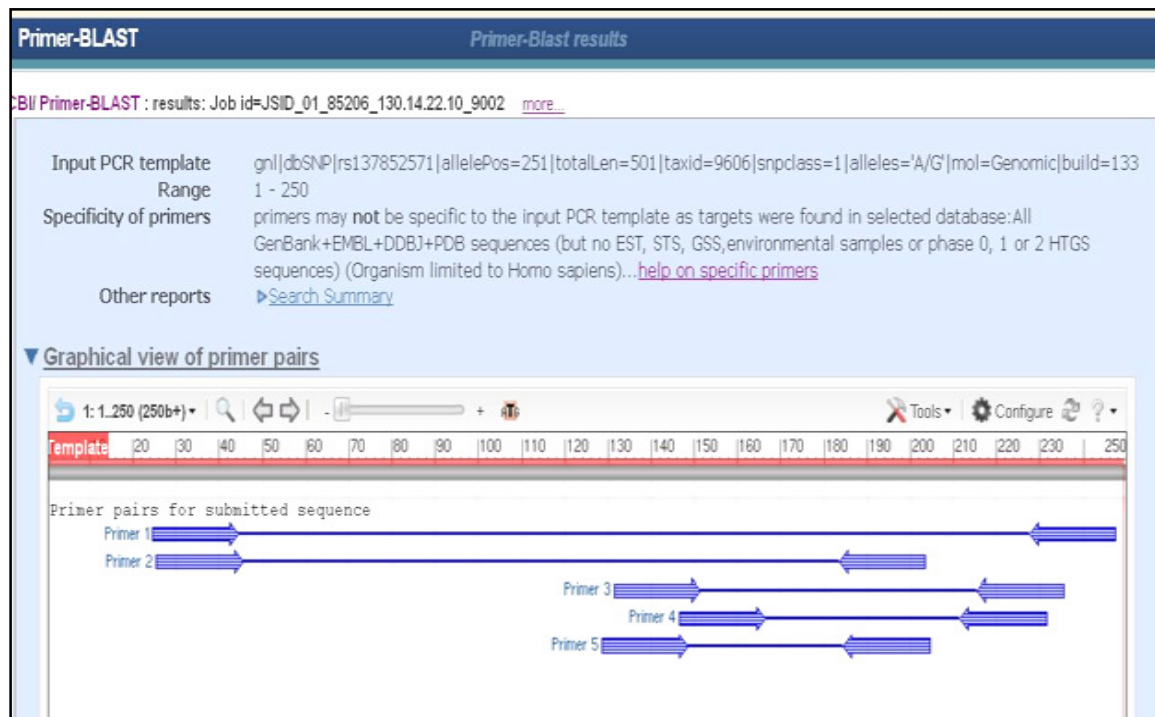 Primer-BLAST Primer-Blast results
CBI/ Primer-BLAST : results: Job id=JSID_01_85206_130.14.22.10_9002 more...
Input PCR template gnl|dbSNP|rs137852571|allelePos=251|totalLen=501|taxid=9606|snpclass=1|alleles='A/G'|mol=Genomic|build=133
Range 1 - 250
Specificity of primers primers may not be specific to the input PCR template as targets were found in selected database:All
GenBank+EMBL+DDBJ+PDB sequences (but no EST, STS, GSS,environmental samples or phase 0, 1 or 2 HTGS
sequences) (Organism limited to Homo sapiens)...help on specific primers
Other reports Search Summary
Graphical view of primer pairs
1: 1..250 (250b+) - + ATG Tools Configure ?
Template |20 |30 |40 |50 |60 |70 |80 |90 |100 |110 |120 |130 |140 |150 |160 |170 |180 |190 |200 |210 |220 |230 | 250
Primer pairs for submitted sequence
Primer 1
Primer 2
Primer 3
Primer 4
Primer 5